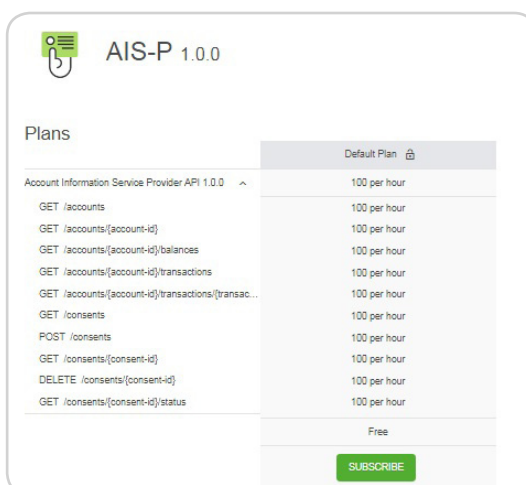 AIS-P 1.0.0
Plans
Default Plan
Account Information Service Provider API 1.0.0 100 per hour
GET /accounts 100 per hour
GET /accounts/{account-id} 100 per hour
GET /accounts/{account-id}/balances 100 per hour
GET /accounts/{account-id}/transactions 100 per hour
GET /accounts/{account-id}/transactions/{transac... 100 per hour
GET /consents 100 per hour
POST /consents 100 per hour
GET /consents/{consent-id} 100 per hour
DELETE /consents/{consent-id} 100 per hour
GET /consents/{consent-id}/status 100 per hour
Free
SUBSCRIBE